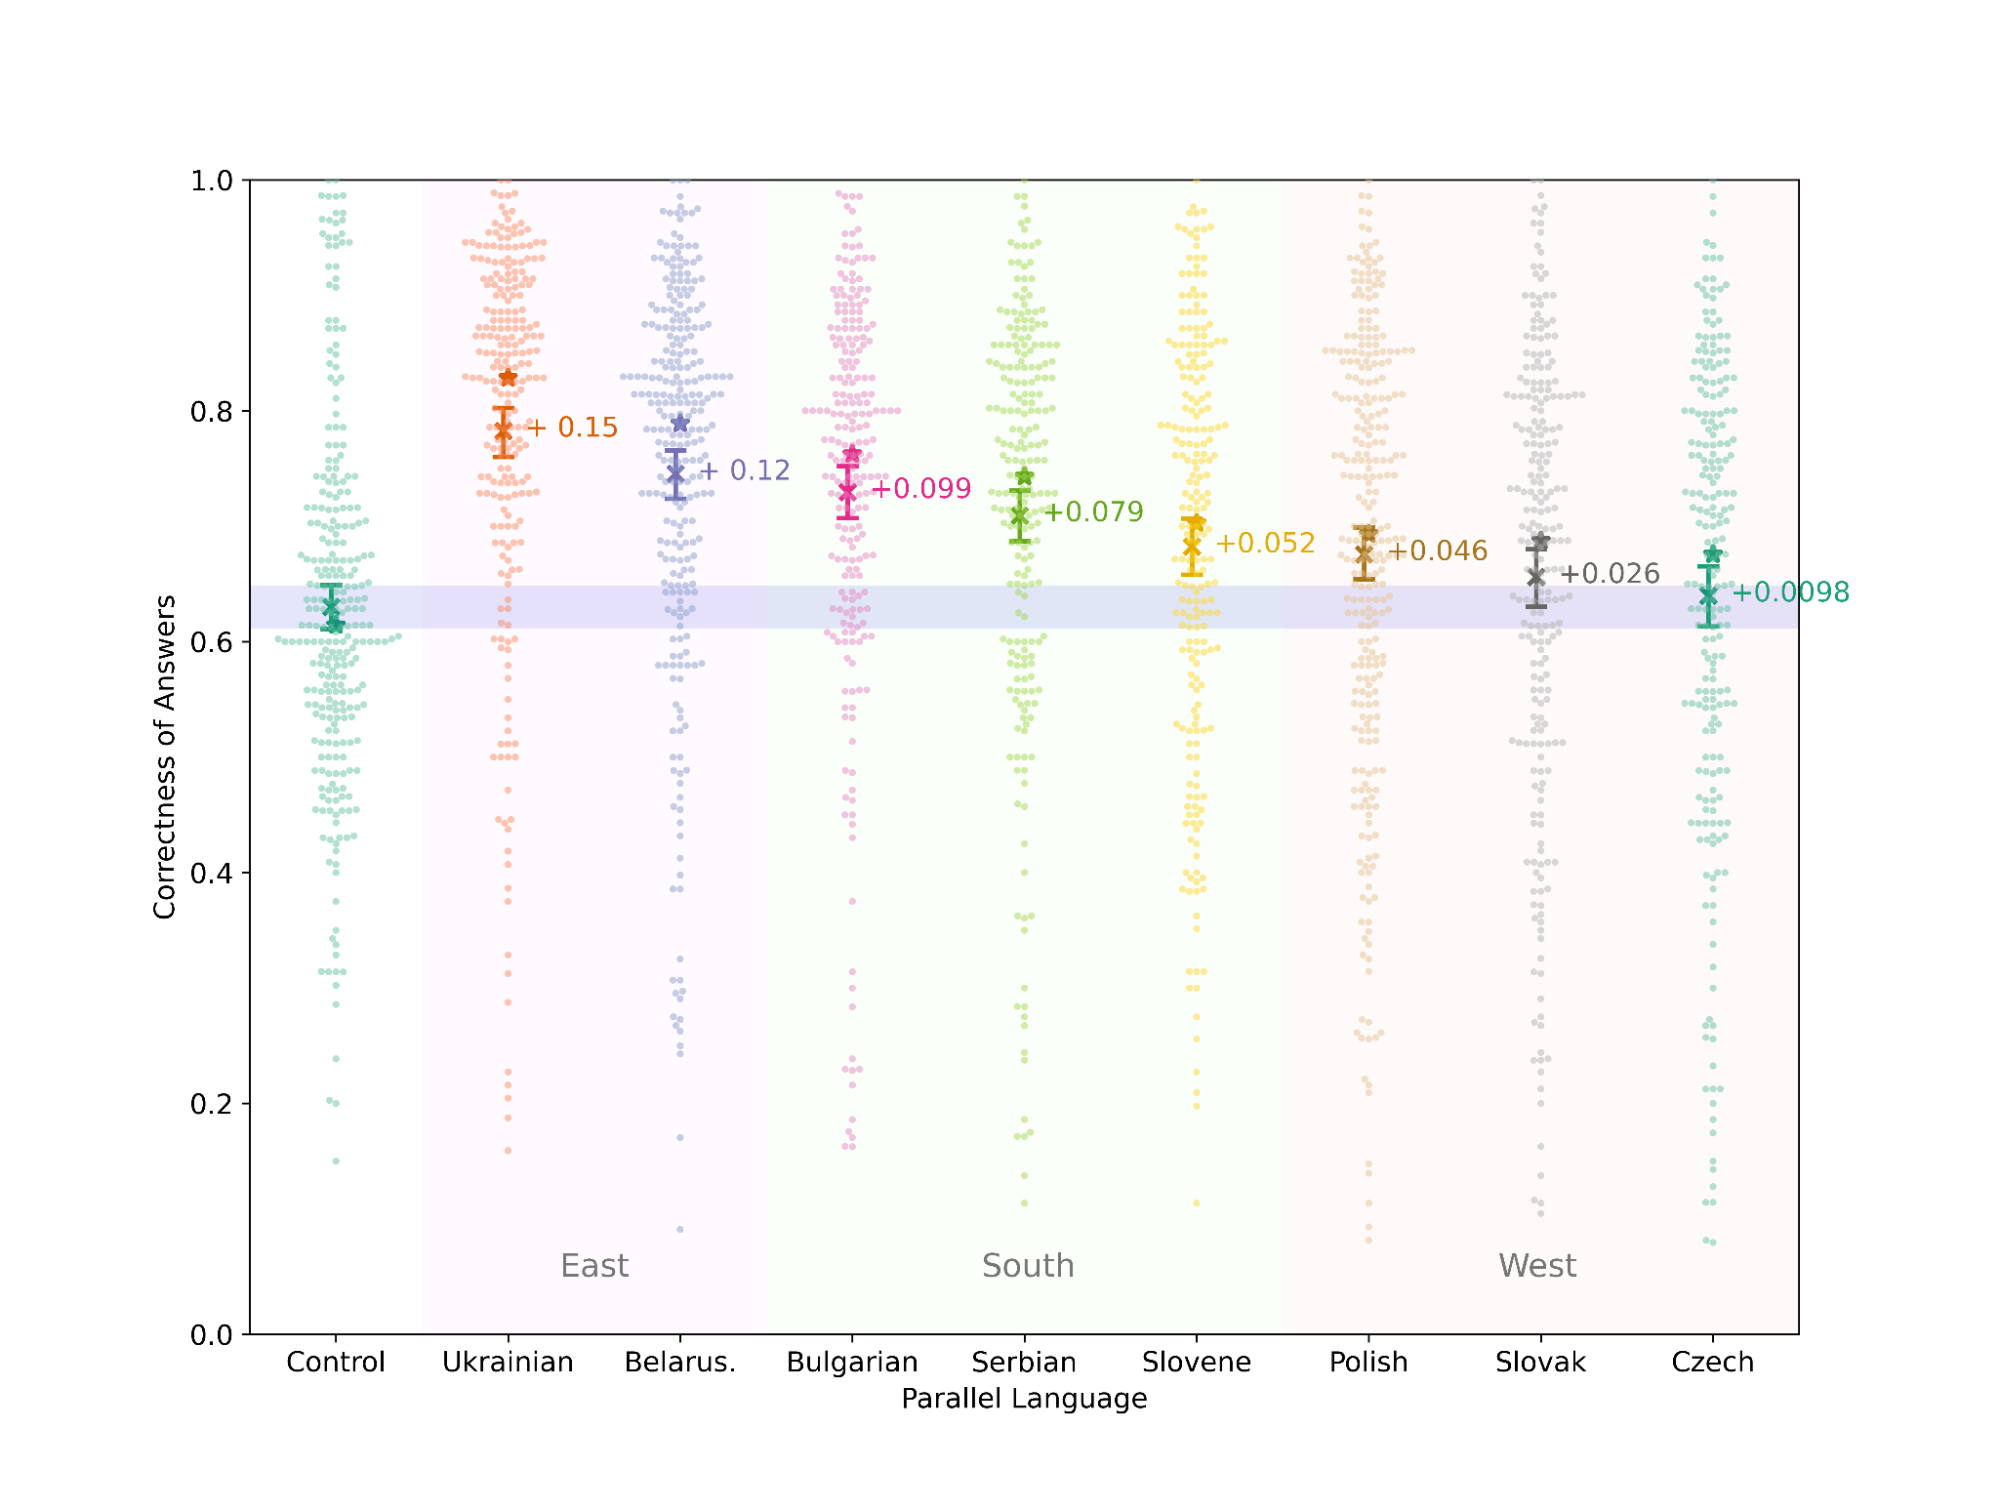 Correctness of Answers
1.0
0.8
0.6
0.4
0.2
0.0
+ 0.15
+ 0.12
+0.099
+0.079
+0.052
+0.046
+0.026
+0.0098
East
South
West
Control Ukrainian Belarus. Bulgarian Serbian Slovene Polish Slovak Czech
Parallel Language